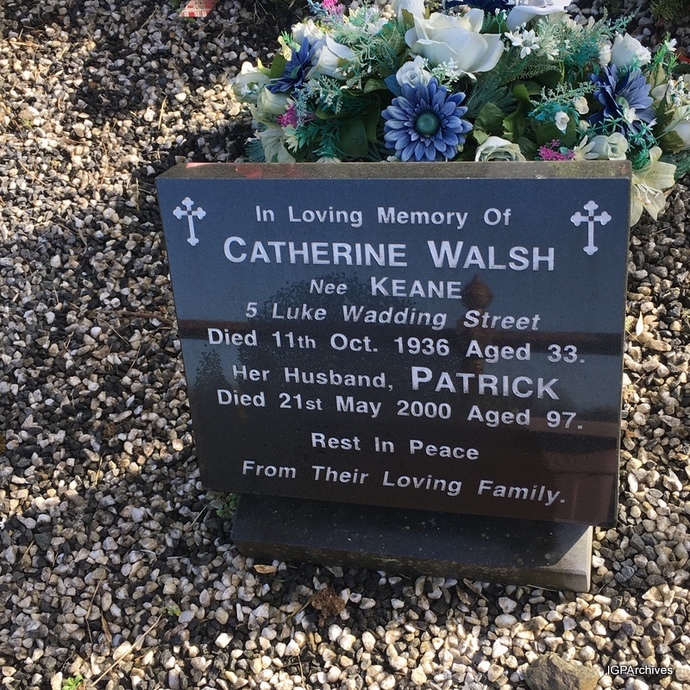 In Loving Memory Of
CATHERINE WALSH
Nee KEANE
5 Luke Wadding Street
Died 11th Oct. 1936 Aged 33.
Her Husband, PATRICK
Died 21st May 2000 Aged 97.
Rest In Peace
From Their Loving Family.
IGPArchives